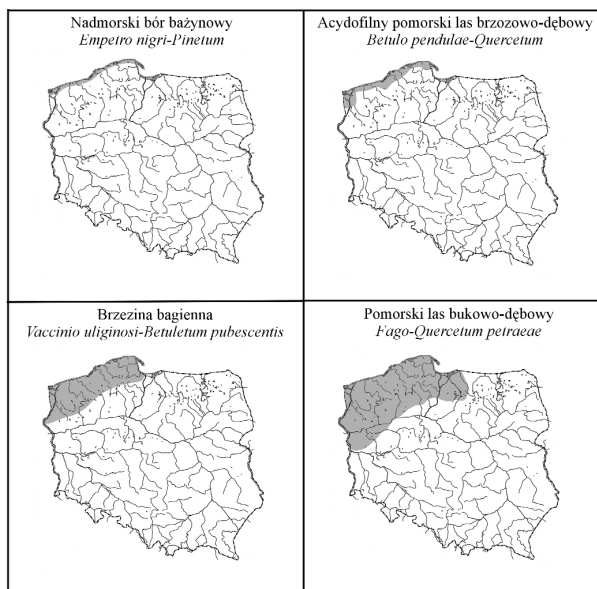 Nadmorski bór bażynowy
Empetro nigri-Pinetum
Acydofilny pomorski las brzozowo-dębowy
Betulo pendulae-Quercetum
Brzezina bagienna
Vaccinio uliginosi-Betuletum pubescentis
Pomorski las bukowo-dębowy
Fago-Quercetum petraeae